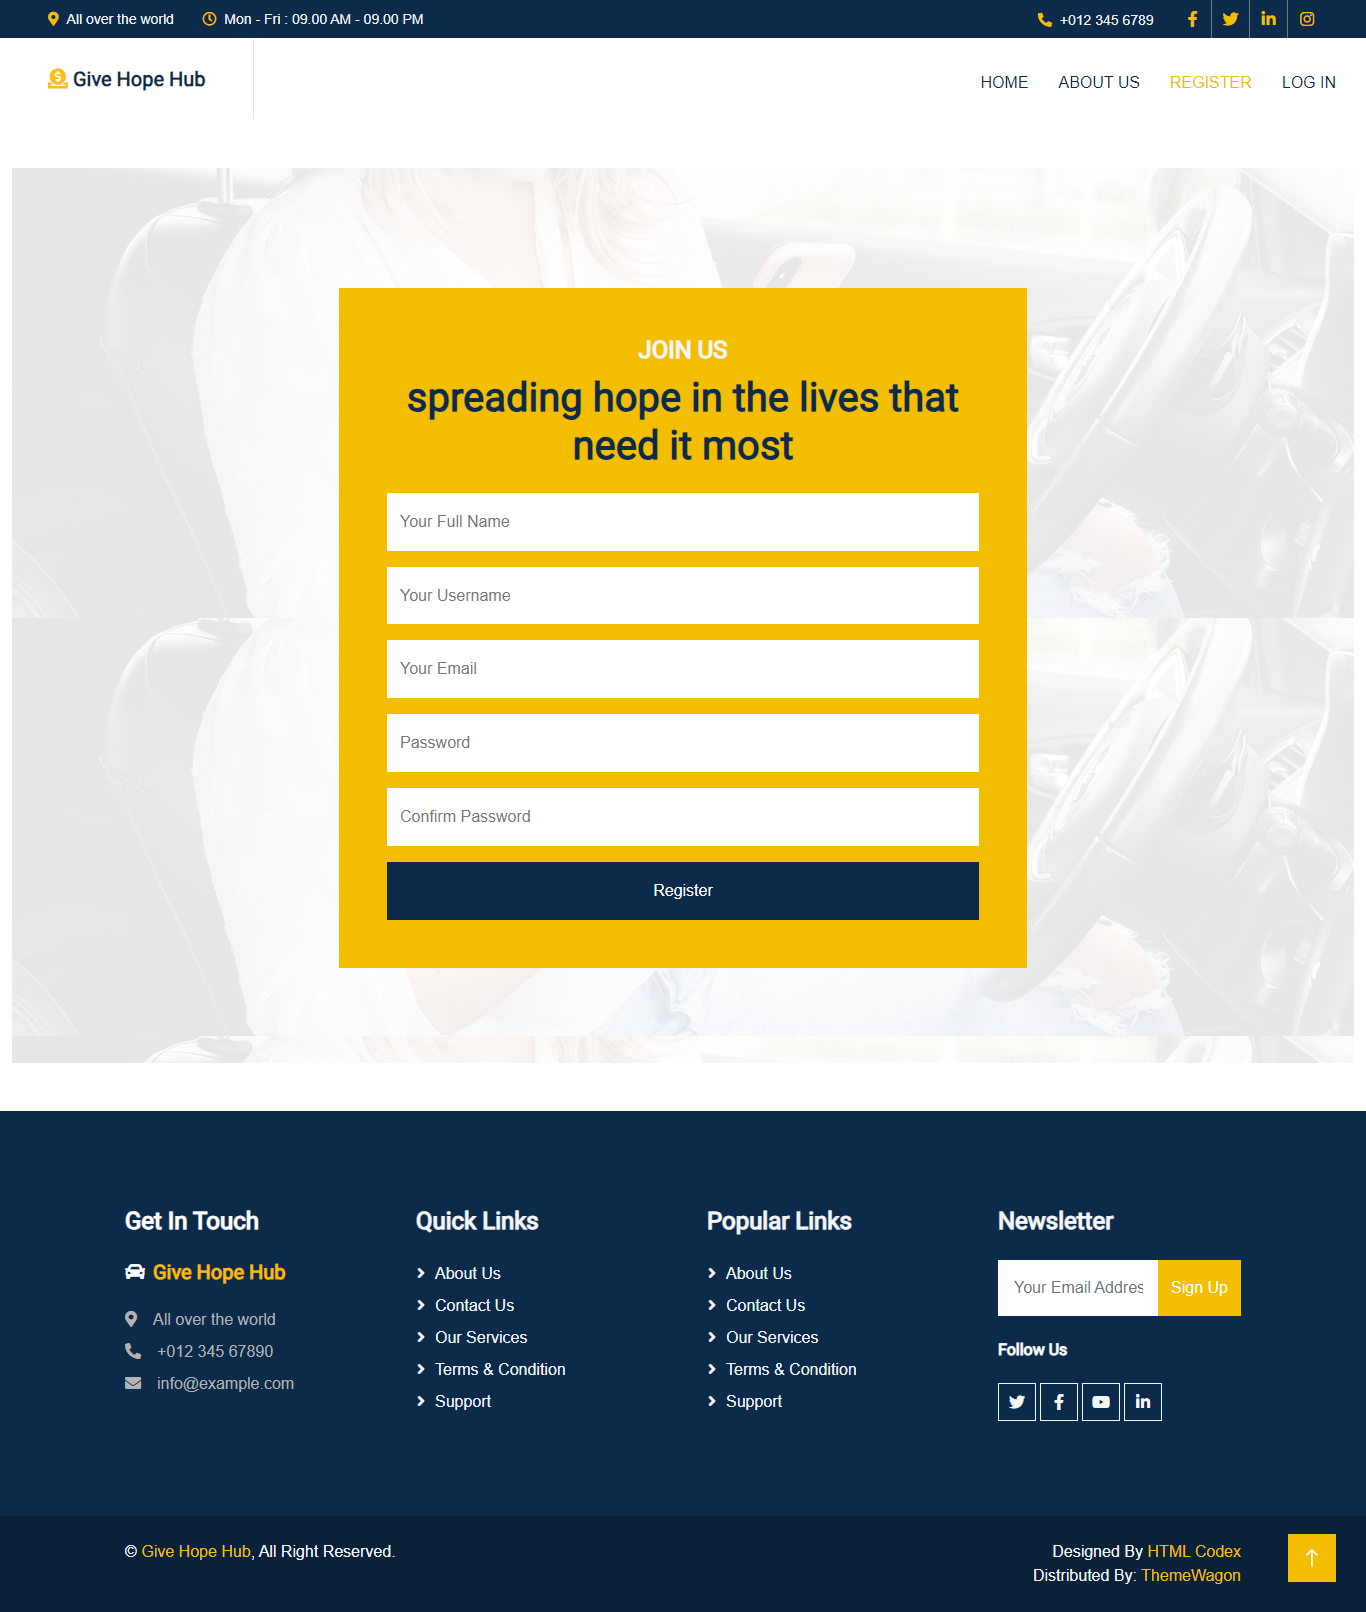 All over the world
Mon - Fri : 09.00 AM - 09.00 PM
+012 345 6789
Give Hope Hub
HOME
ABOUT US
REGISTER
LOG IN
JOIN US
spreading hope in the lives that
need it most
Your Full Name
Your Username
Your Email
Password
Confirm Password
Register
Get In Touch
Give Hope Hub
All over the world
+012 345 67890
info@example.com
Quick Links
About Us
Contact Us
Our Services
Terms & Condition
Support
Popular Links
About Us
Contact Us
Our Services
Terms & Condition
Support
Newsletter
Your Email Addres
Sign Up
Follow Us
© Give Hope Hub, All Right Reserved.
Designed By HTML Codex
Distributed By: ThemeWagon